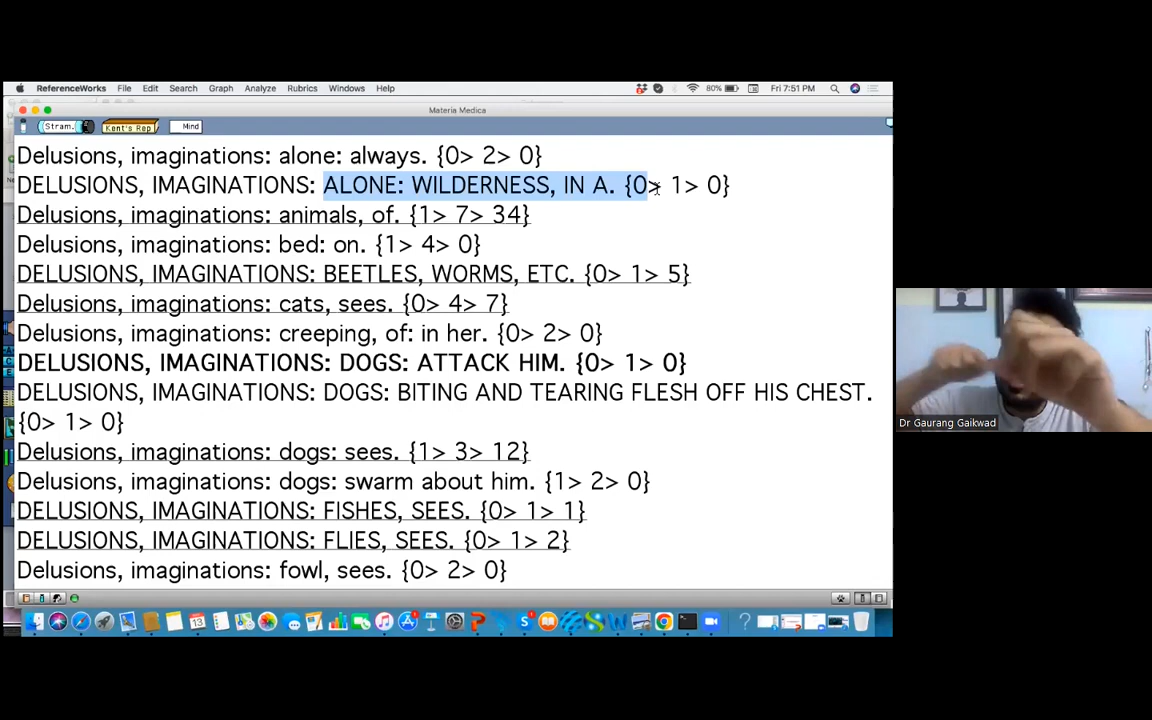 ReferenceWorks File Edit Search Graph Analyze Rubrics Windows Help 80% Fri 7:51 PM
Materia Medica
Stram. Kent's Rep Mind
Delusions, imaginations: alone: always. {0> 2> 0}
DELUSIONS, IMAGINATIONS: ALONE: WILDERNESS, IN A. {0> 1> 0}
Delusions, imaginations: animals, of. {1> 7> 34}
Delusions, imaginations: bed: on. {1> 4> 0}
DELUSIONS, IMAGINATIONS: BEETLES, WORMS, ETC. {0> 1> 5}
Delusions, imaginations: cats, sees. {0> 4> 7}
Delusions, imaginations: creeping, of: in her. {0> 2> 0}
DELUSIONS, IMAGINATIONS: DOGS: ATTACK HIM. {0> 1> 0}
DELUSIONS, IMAGINATIONS: DOGS: BITING AND TEARING FLESH OFF HIS CHEST.
{0> 1> 0}
Delusions, imaginations: dogs: sees. {1> 3> 12}
Delusions, imaginations: dogs: swarm about him. {1> 2> 0}
DELUSIONS, IMAGINATIONS: FISHES, SEES. {0> 1> 1}
DELUSIONS, IMAGINATIONS: FLIES, SEES. {0> 1> 2}
Delusions, imaginations: fowl, sees. {0> 2> 0}
Dr Gaurang Gaikwad